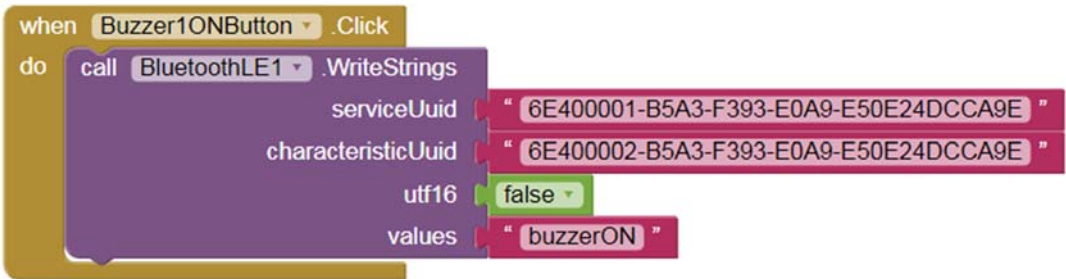 when Buzzer1ONButton .Click
do call BluetoothLE1 .WriteStrings
serviceUuid " 6E400001-B5A3-F393-E0A9-E50E24DCCA9E "
characteristicUuid " 6E400002-B5A3-F393-E0A9-E50E24DCCA9E "
utf16 false
values " buzzerON "